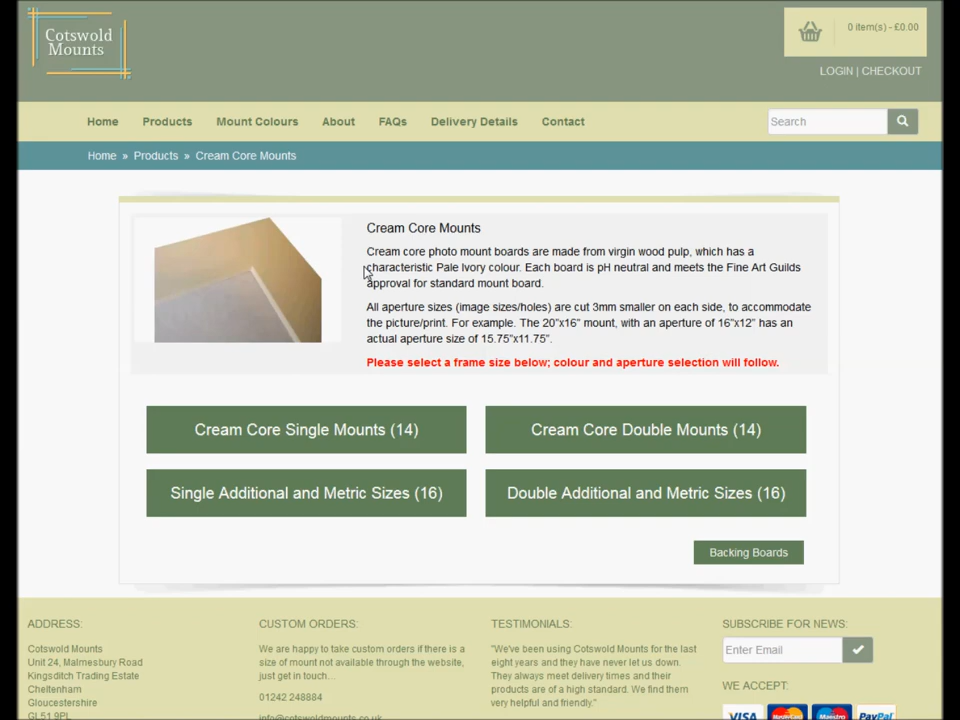 Cotswold
Mounts
0 item(s) - £0.00
LOGIN | CHECKOUT
Home Products Mount Colours About FAQs Delivery Details Contact Search
Home » Products » Cream Core Mounts
Cream Core Mounts
Cream core photo mount boards are made from virgin wood pulp, which has a
characteristic Pale Ivory colour. Each board is pH neutral and meets the Fine Art Guilds
approval for standard mount board.
All aperture sizes (image sizes/holes) are cut 3mm smaller on each side, to accommodate
the picture/print. For example. The 20"x16" mount, with an aperture of 16"x12" has an
actual aperture size of 15.75"x11.75".
Please select a frame size below; colour and aperture selection will follow.
Cream Core Single Mounts (14)
Cream Core Double Mounts (14)
Single Additional and Metric Sizes (16)
Double Additional and Metric Sizes (16)
Backing Boards
ADDRESS:
Cotswold Mounts
Unit 24, Malmesbury Road
Kingsditch Trading Estate
Cheltenham
Gloucestershire
GL51 9PL
CUSTOM ORDERS:
We are happy to take custom orders if there is a
size of mount not available through the website,
just get in touch...
01242 248884
info@cotswoldmounts.co.uk
TESTIMONIALS:
"We've been using Cotswold Mounts for the last
eight years and they have never let us down.
They always meet delivery times and their
products are of a high standard. We find them
very helpful and friendly."
SUBSCRIBE FOR NEWS:
Enter Email
WE ACCEPT:
VISA MasterCard Maestro PayPal